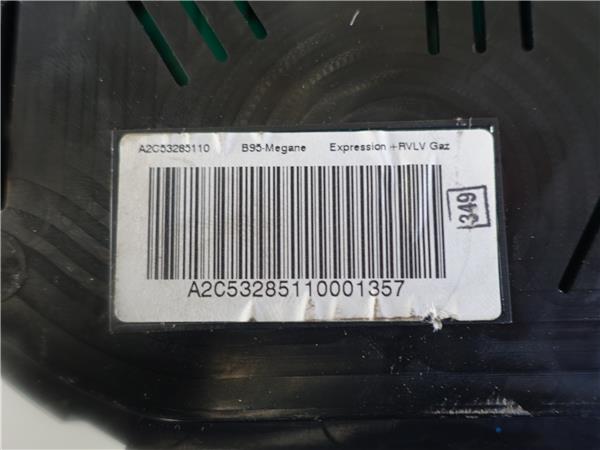 A2C53285110 B95-Megane Expression +RVLV Gaz
349
A2C53285110001357